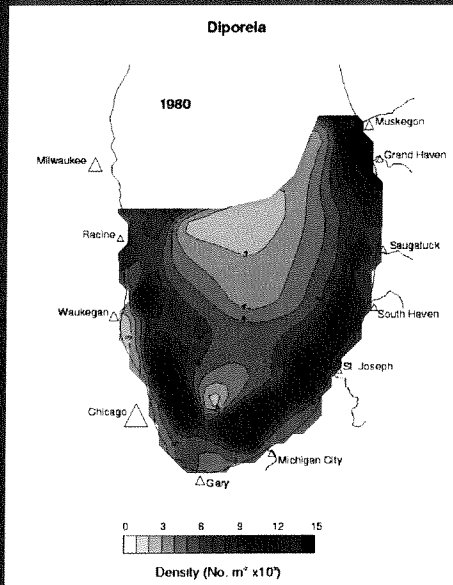 Diporeia
1980
Muskegon
Milwaukee
Grand Haven
Racine
Saugatuck
Waukegan
South Haven
St. Joseph
Chicago
Michigan City
Gary
0 3 6 9 12 15
Density (No. m² x10³)